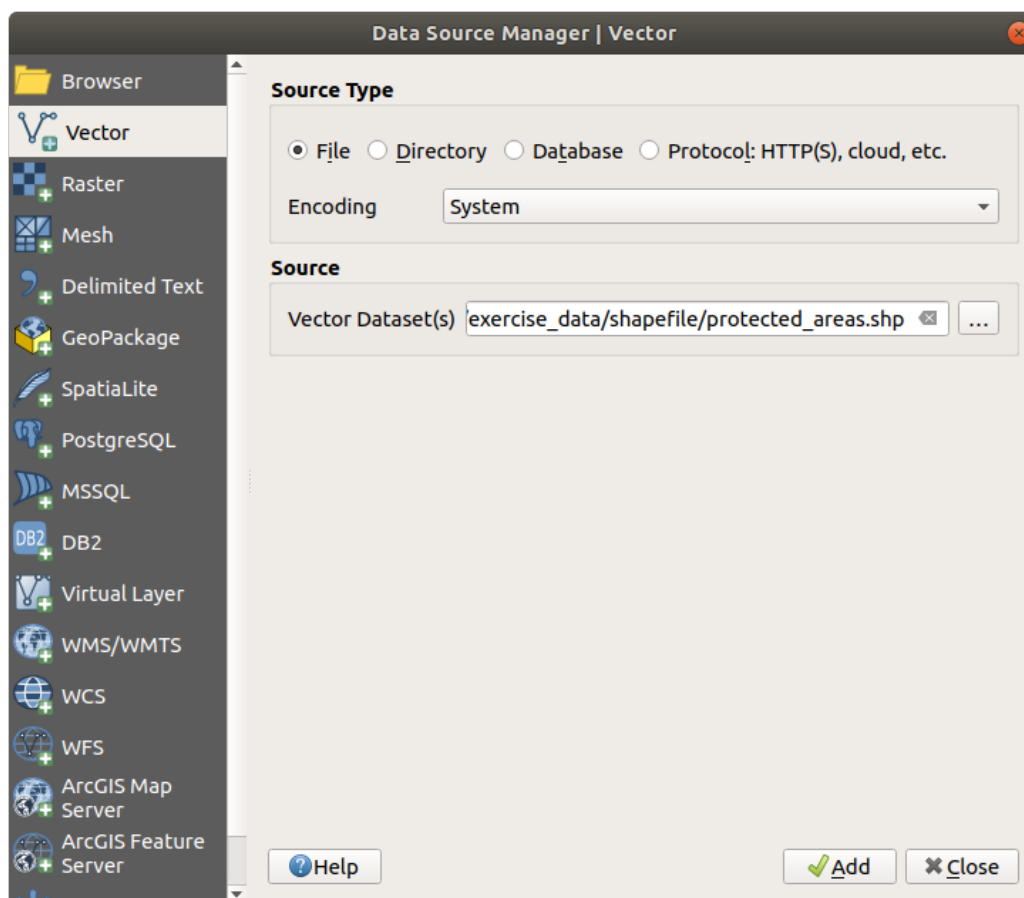 Data Source Manager | Vector
Browser
Vector
Raster
Mesh
Delimited Text
GeoPackage
SpatiaLite
PostgreSQL
MSSQL
DB2
DB2
Virtual Layer
WMS/WMTS
WCS
WFS
ArcGIS Map
Server
ArcGIS Feature
Server
Source Type
File Directory Database Protocol: HTTP(S), cloud, etc.
Encoding System
Source
Vector Dataset(s) /exercise_data/shapefile/protected_areas.shp ...
Help Add Close